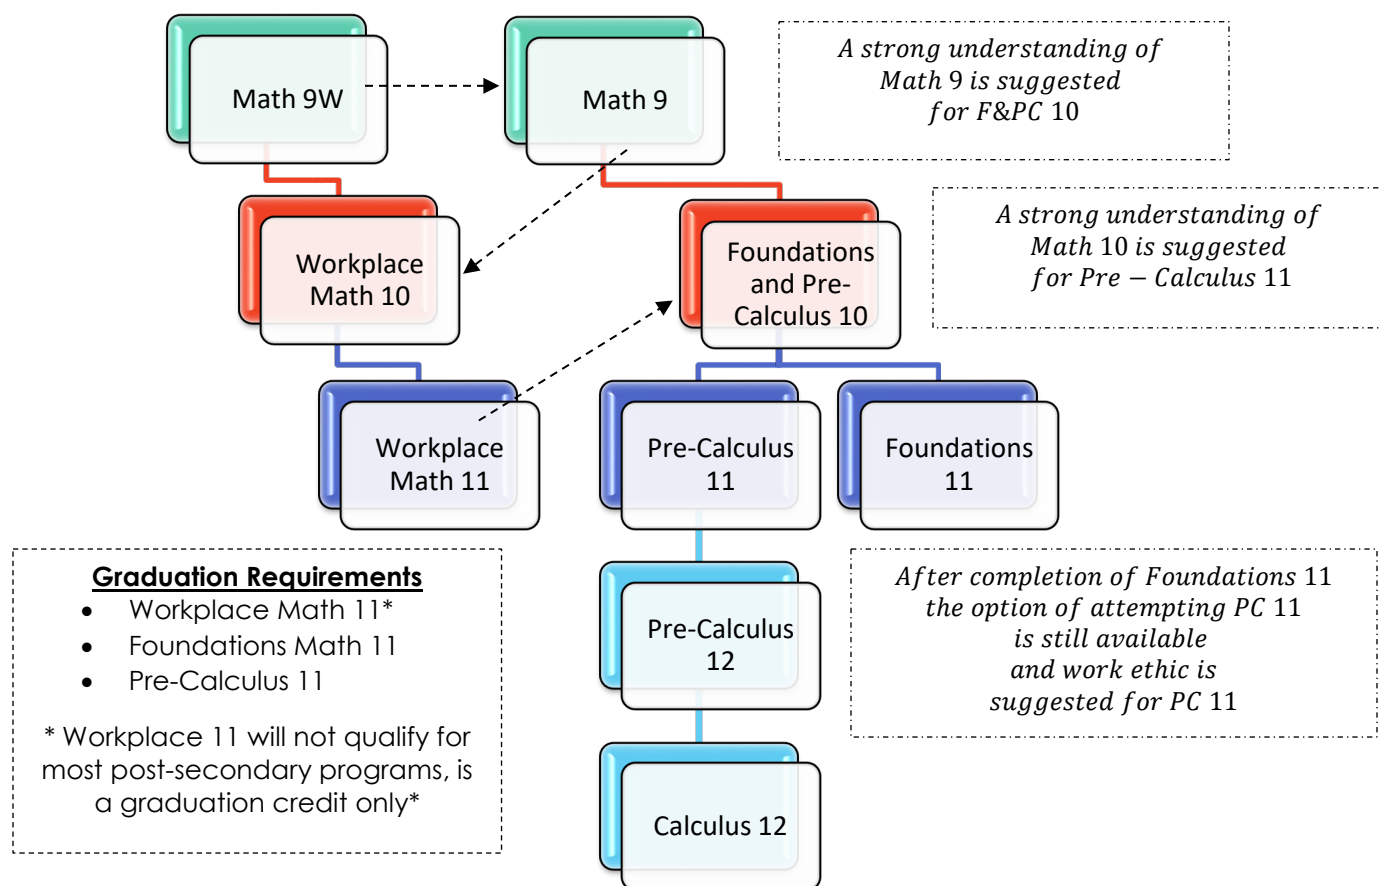 Math 9W
Math 9
A strong understanding of
Math 9 is suggested
for F&PC 10
Workplace
Math 10
Foundations
and Pre-
Calculus 10
A strong understanding of
Math 10 is suggested
for Pre − Calculus 11
Workplace
Math 11
Pre-Calculus
11
Foundations
11
Graduation Requirements
• Workplace Math 11*
• Foundations Math 11
• Pre-Calculus 11
* Workplace 11 will not qualify for
most post-secondary programs, is
a graduation credit only*
Pre-Calculus
12
After completion of Foundations 11
the option of attempting PC 11
is still available
and work ethic is
suggested for PC 11
Calculus 12